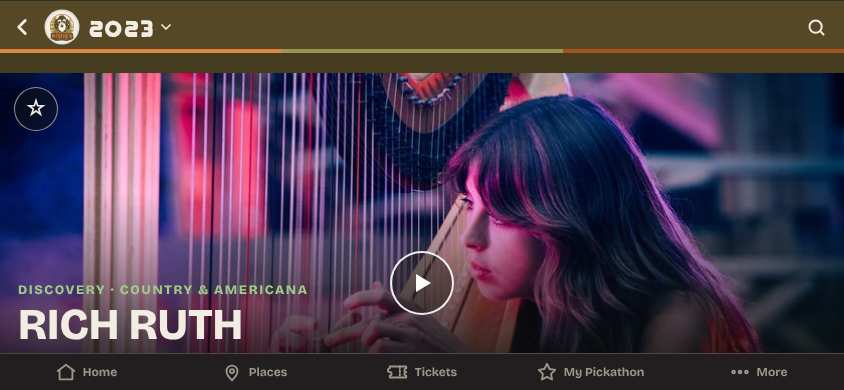 2023
DISCOVERY · COUNTRY & AMERICANA
RICH RUTH
Home
Places
Tickets
My Pickathon
More